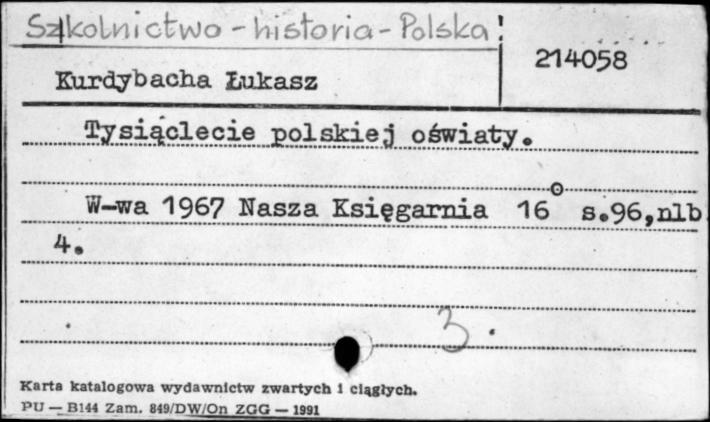 Szkolnictwo - historia - Polska
214058
Kurdybacha Łukasz
Tysiąclecie polskiej oświaty.
W-wa 1967 Nasza Księgarnia 16° s.96,nlb
4.
3.
Karta katalogowa wydawnictw zwartych i ciągłych.
PU — B144 Zam. 849/DW/On ZGG — 1991